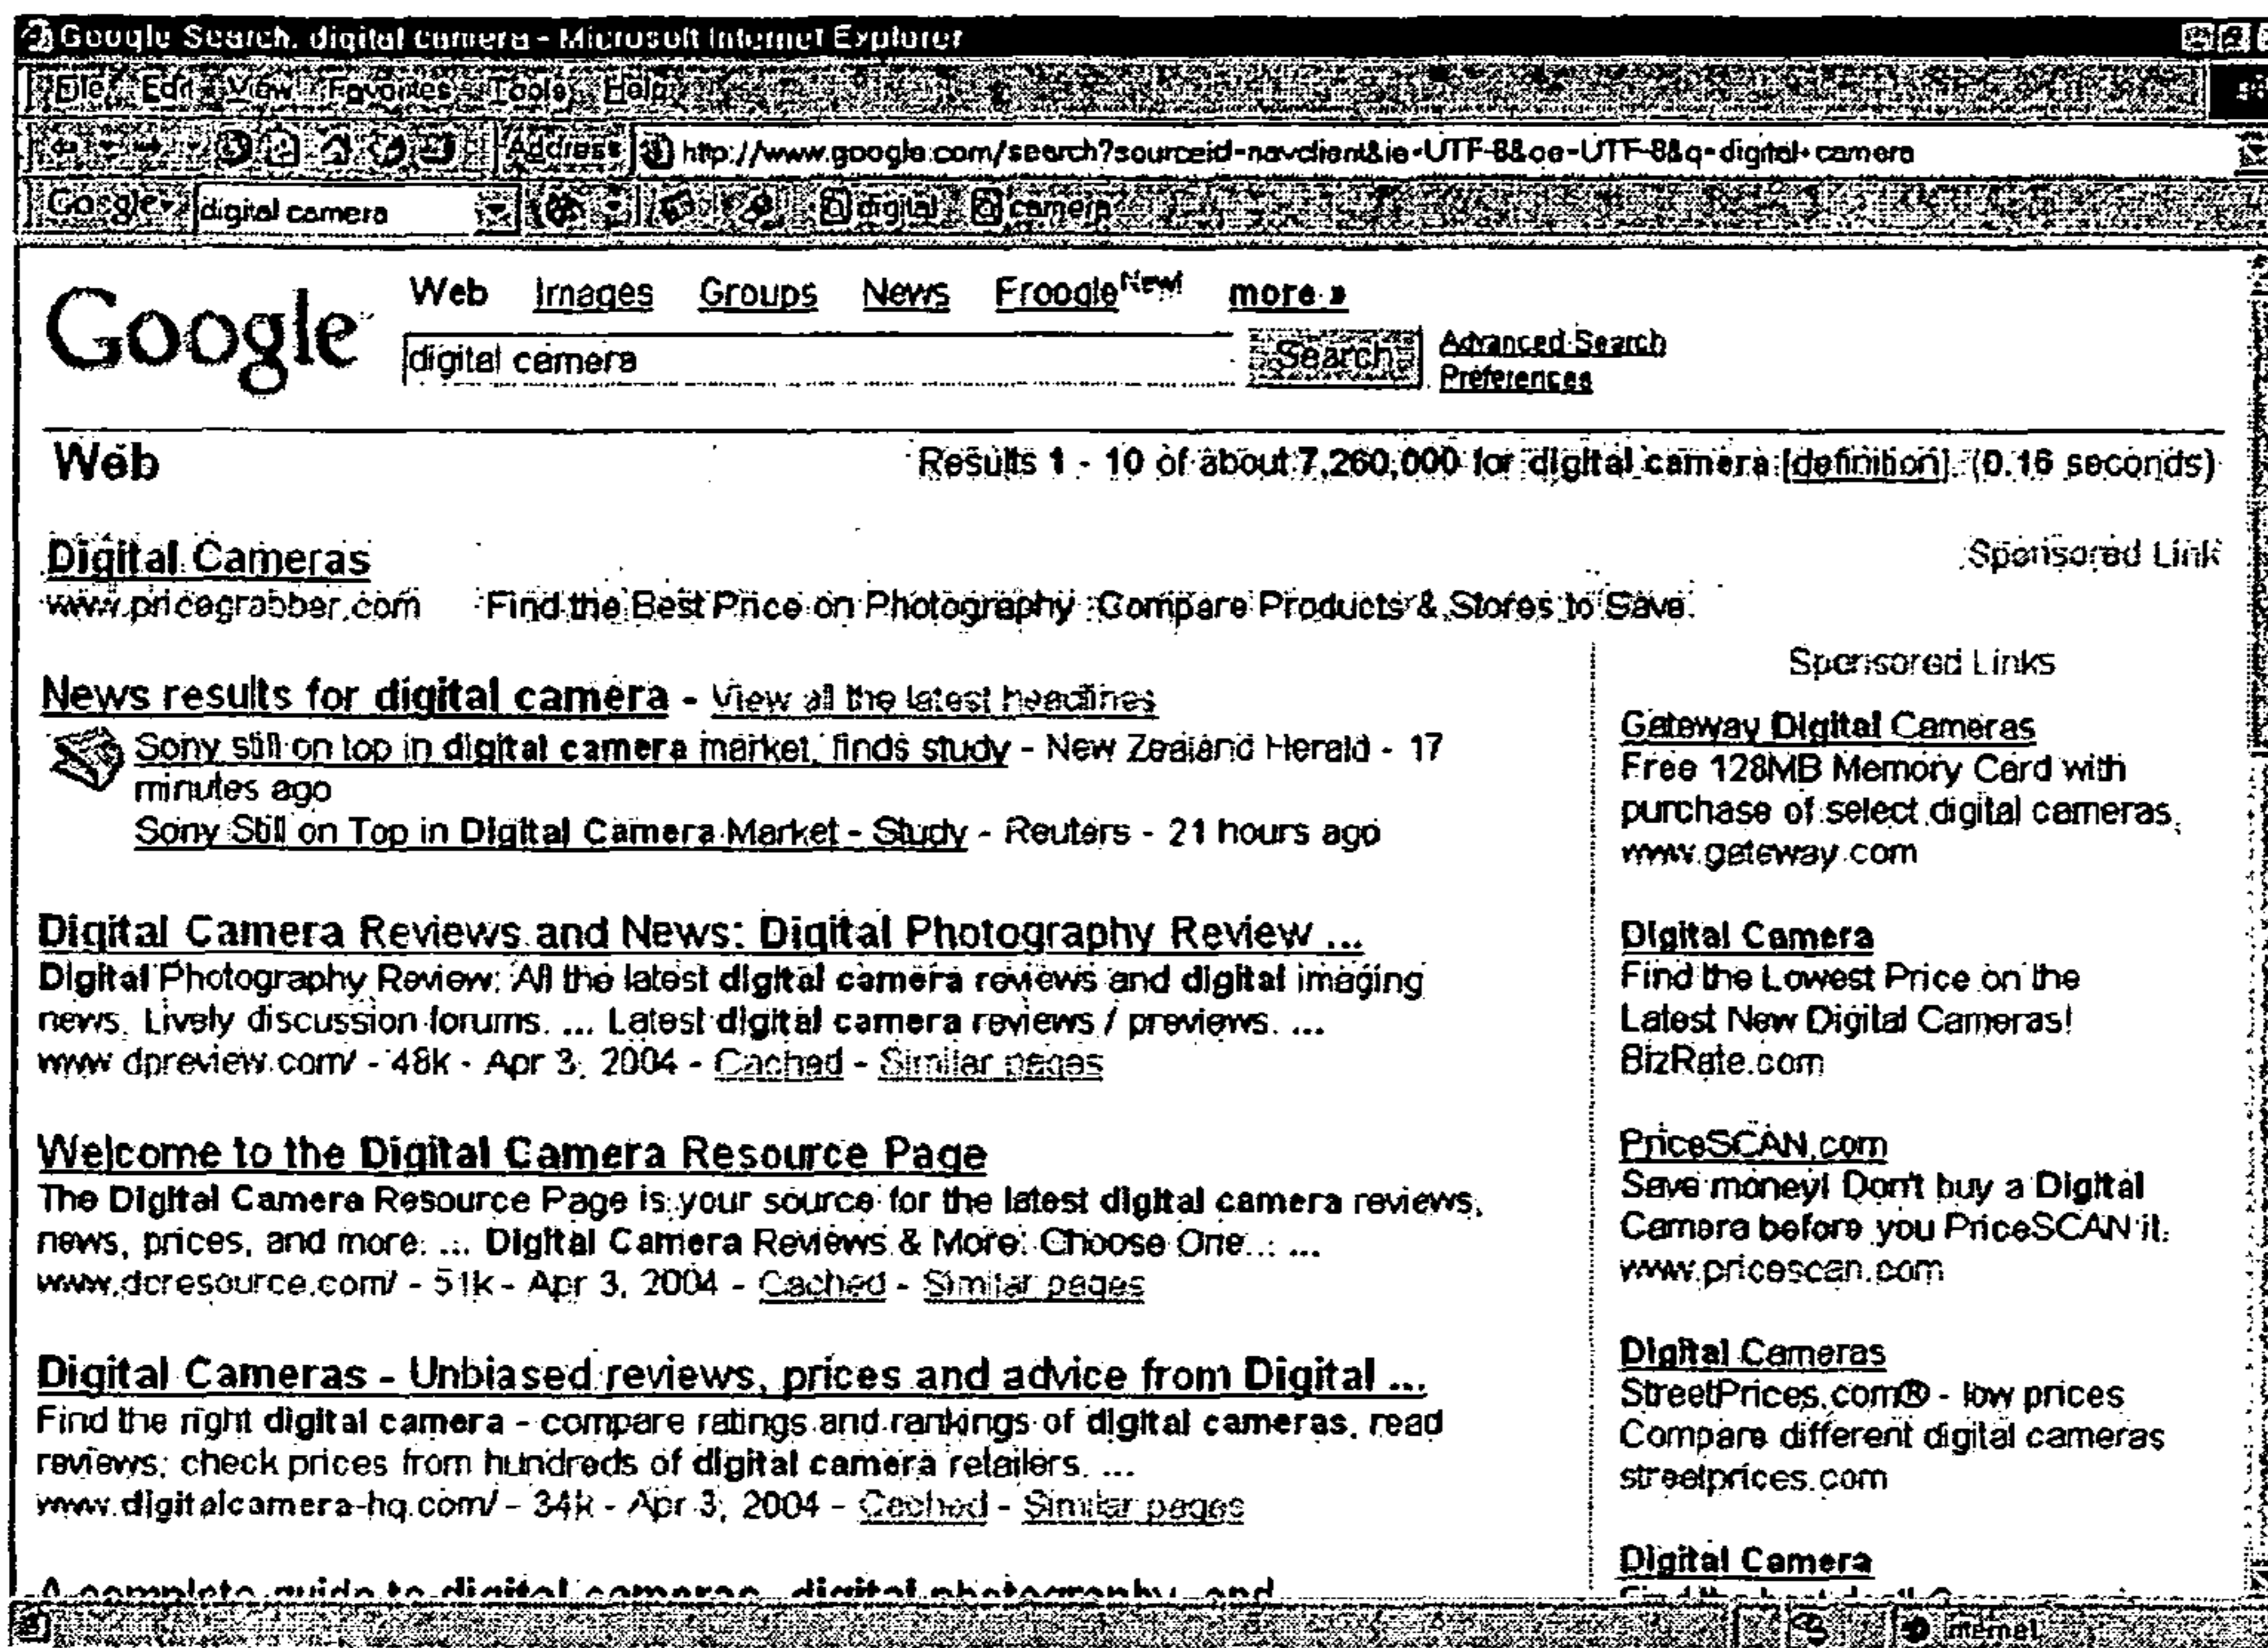 Google Search: digital camera - Microsoft Internet Explorer
File Edit View Favorites Tools Help
Address http://www.google.com/search?sourceid=navclient&ie=UTF-8&oe=UTF-8&q=digital+camera
Google digital camera digital camera
Google
Web Images Groups News Froogle New! more »
digital camera Search Advanced Search
Preferences
Web Results 1 - 10 of about 7,260,000 for digital camera [definition]. (0.16 seconds)
Digital Cameras Sponsored Link
www.pricegrabber.com Find the Best Price on Photography Compare Products & Stores to Save.
News results for digital camera - View all the latest headlines
Sony still on top in digital camera market, finds study - New Zealand Herald - 17
minutes ago
Sony Still on Top in Digital Camera Market - Study - Reuters - 21 hours ago
Digital Camera Reviews and News: Digital Photography Review ...
Digital Photography Review: All the latest digital camera reviews and digital imaging
news. Lively discussion forums. ... Latest digital camera reviews / previews. ...
www.dpreview.com/ - 48k - Apr 3, 2004 - Cached - Similar pages
Welcome to the Digital Camera Resource Page
The Digital Camera Resource Page is your source for the latest digital camera reviews,
news, prices, and more. ... Digital Camera Reviews & More: Choose One... ...
www.dcresource.com/ - 51k - Apr 3, 2004 - Cached - Similar pages
Digital Cameras - Unbiased reviews, prices and advice from Digital ...
Find the right digital camera - compare ratings and rankings of digital cameras, read
reviews; check prices from hundreds of digital camera retailers. ...
www.digitalcamera-hq.com/ - 34k - Apr 3, 2004 - Cached - Similar pages
A complete guide to digital cameras, digital photography, and
Sponsored Links
Gateway Digital Cameras
Free 128MB Memory Card with
purchase of select digital cameras.
www.gateway.com
Digital Camera
Find the Lowest Price on the
Latest New Digital Cameras!
BizRate.com
PriceSCAN.com
Save money! Don't buy a Digital
Camera before you PriceSCAN it.
www.pricescan.com
Digital Cameras
StreetPrices.com® - low prices
Compare different digital cameras
streetprices.com
Digital Camera
Find the best
Internet